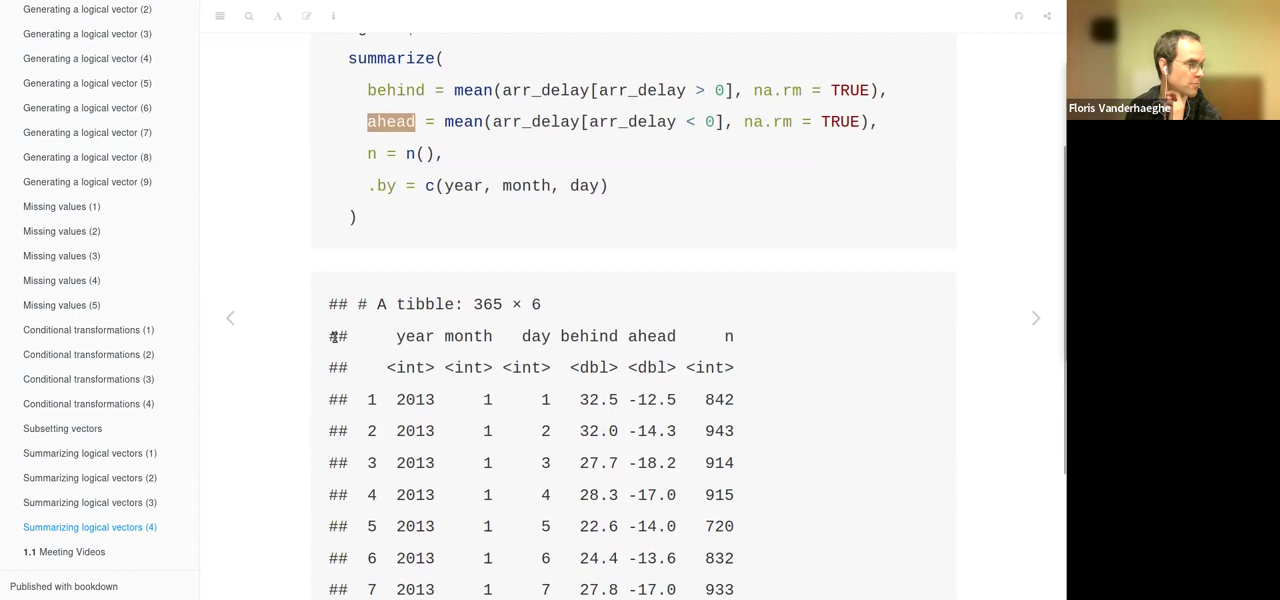 Generating a logical vector (2)
Generating a logical vector (3)
Generating a logical vector (4)
Generating a logical vector (5)
Generating a logical vector (6)
Generating a logical vector (7)
Generating a logical vector (8)
Generating a logical vector (9)
Missing values (1)
Missing values (2)
Missing values (3)
Missing values (4)
Missing values (5)
Conditional transformations (1)
Conditional transformations (2)
Conditional transformations (3)
Conditional transformations (4)
Subsetting vectors
Summarizing logical vectors (1)
Summarizing logical vectors (2)
Summarizing logical vectors (3)
Summarizing logical vectors (4)
1.1 Meeting Videos
Published with bookdown
summarize(
behind = mean(arr_delay[arr_delay > 0], na.rm = TRUE),
ahead = mean(arr_delay[arr_delay < 0], na.rm = TRUE),
n = n(),
.by = c(year, month, day)
)
## # A tibble: 365 × 6
## year month day behind ahead n
## <int> <int> <int> <dbl> <dbl> <int>
## 1 2013 1 1 32.5 -12.5 842
## 2 2013 1 2 32.0 -14.3 943
## 3 2013 1 3 27.7 -18.2 914
## 4 2013 1 4 28.3 -17.0 915
## 5 2013 1 5 22.6 -14.0 720
## 6 2013 1 6 24.4 -13.6 832
## 7 2013 1 7 27.8 -17.0 933
Floris Vanderhaeghe